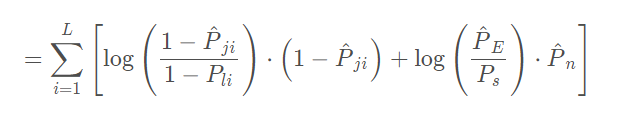 $= \sum_{i=1}^{L} \left[ \log \left( \frac{1 - \hat{P}_{ji}}{1 - P_{li}} \right) \cdot \left( 1 - \hat{P}_{ji} \right) + \log \left( \frac{\hat{P}_E}{P_s} \right) \cdot \hat{P}_n \right]$